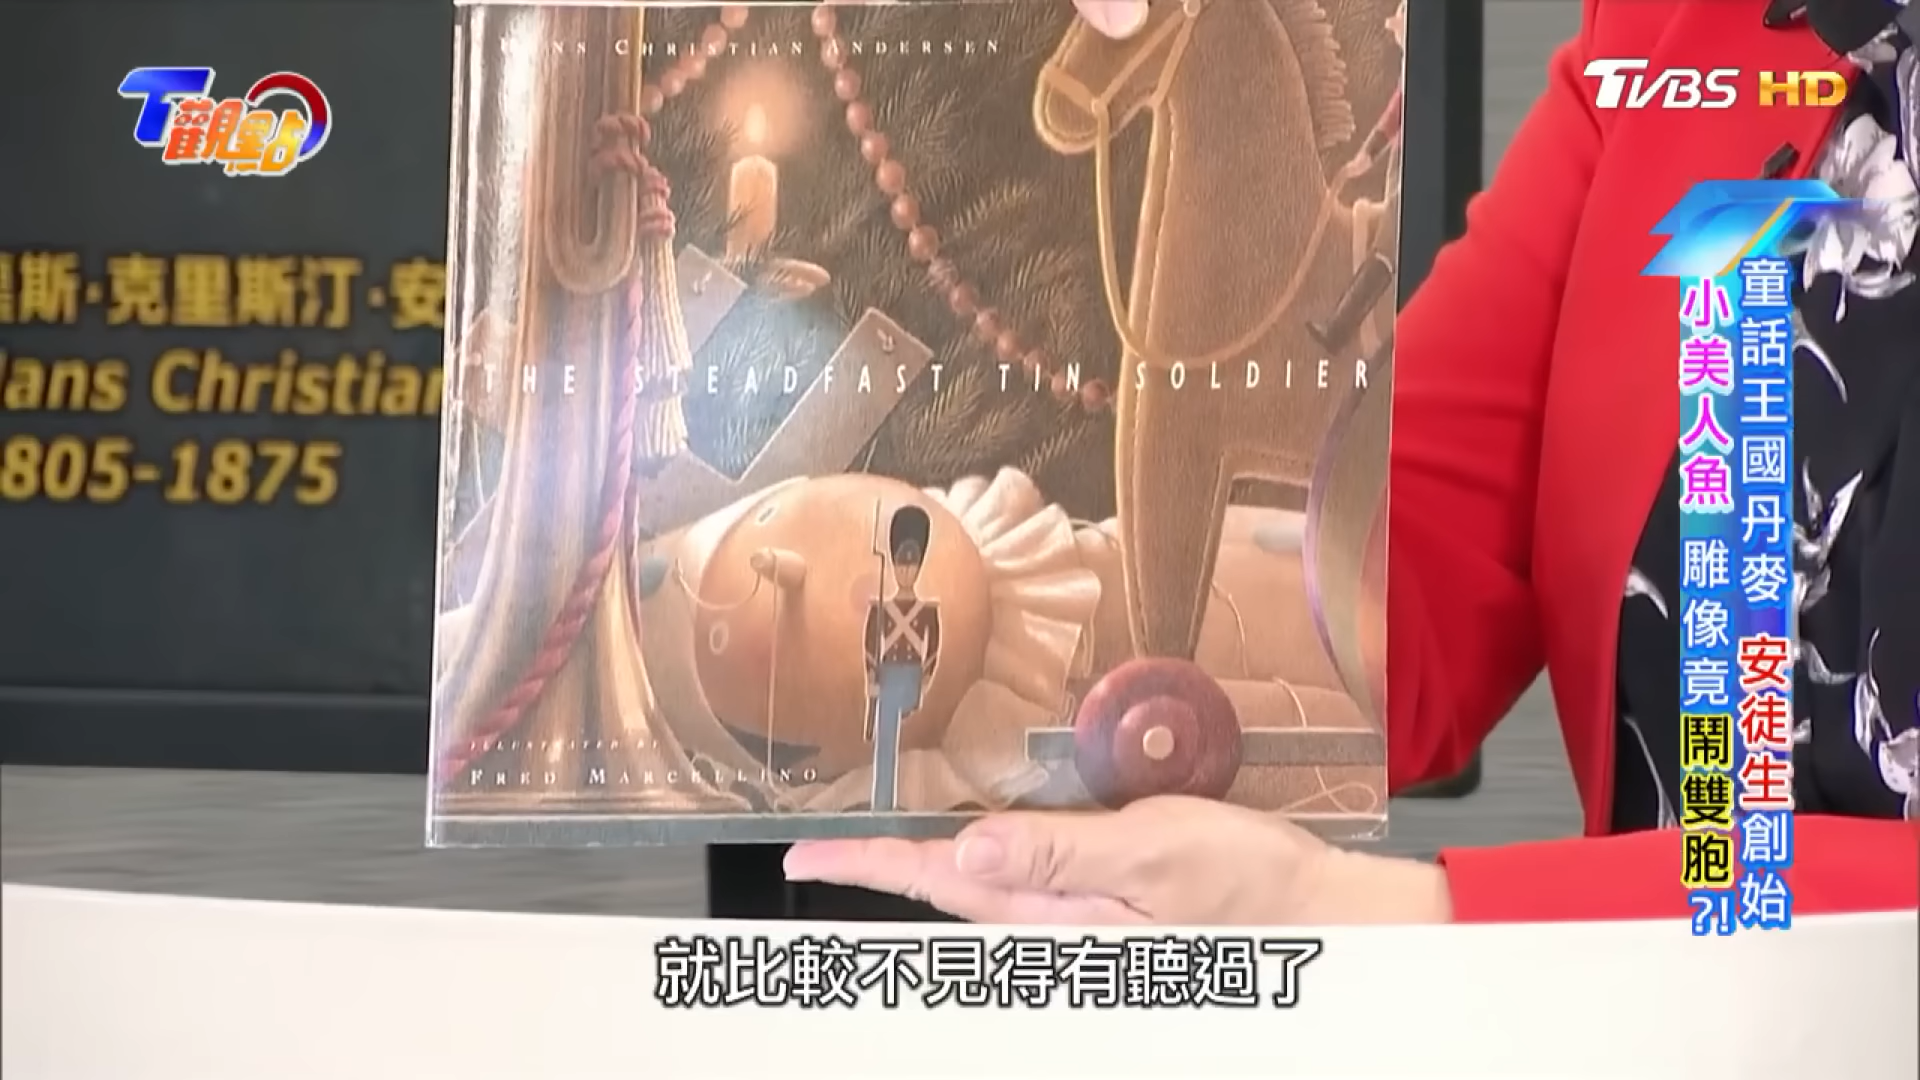 T觀點
TVBS HD
HANS CHRISTIAN ANDERSEN
斯·克里斯汀·安
Hans Christian
1805-1875
THE STEADFAST TIN SOLDIER
ILLUSTRATED BY
FRED MARCELLINO
童話王國丹麥 安徒生創始
小美人魚 雕像竟鬧雙胞?!
就比較不見得有聽過了